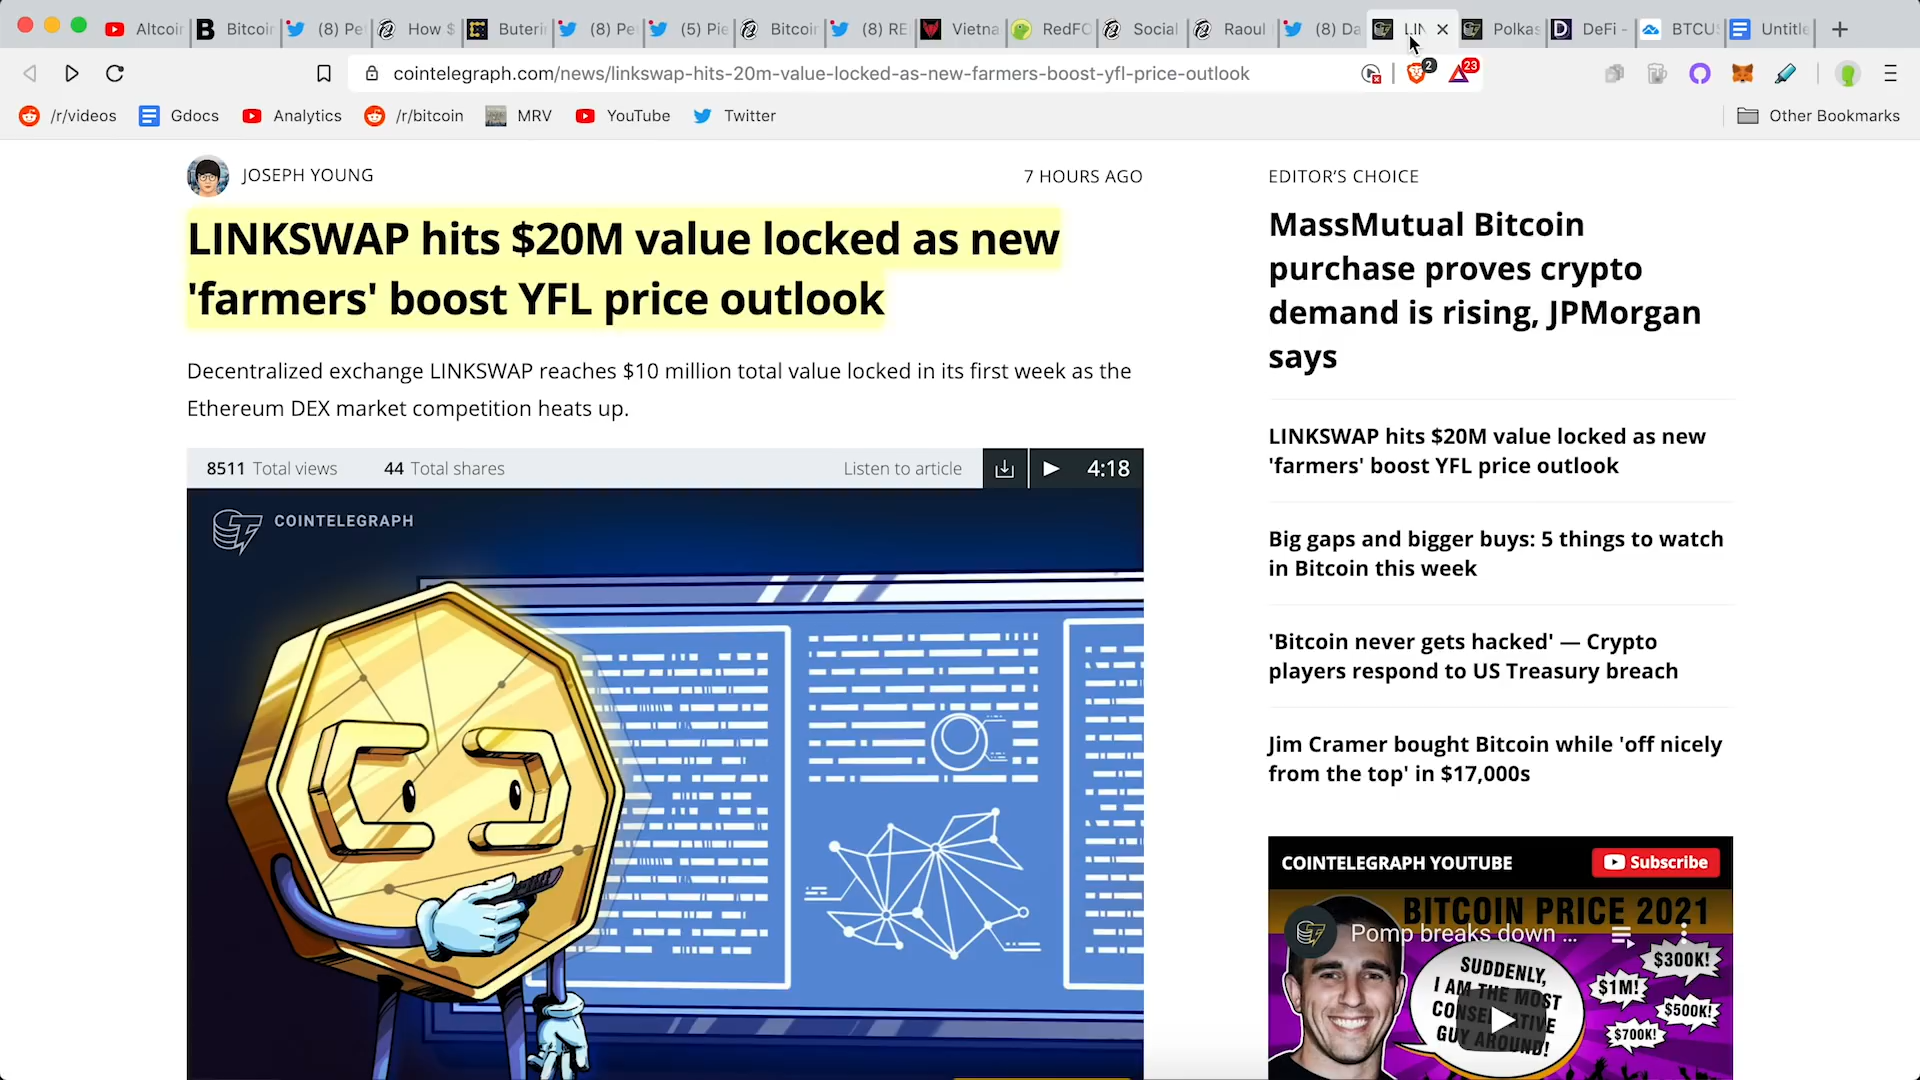 Altcoin
Bitcoin
(8) Pe
How $
Buterin
(8) Pe
(5) Pie
Bitcoin
(8) RE
Vietna
RedFO
Social
Raoul
(8) Da
LIN
Polkas
DeFi -
BTCUS
Untitle
cointelegraph.com/news/linkswap-hits-20m-value-locked-as-new-farmers-boost-yfl-price-outlook
2
23
/r/videos
Gdocs
Analytics
/r/bitcoin
MRV
YouTube
Twitter
Other Bookmarks
JOSEPH YOUNG
7 HOURS AGO
LINKSWAP hits $20M value locked as new
'farmers' boost YFL price outlook
Decentralized exchange LINKSWAP reaches $10 million total value locked in its first week as the
Ethereum DEX market competition heats up.
8511 Total views
44 Total shares
Listen to article
4:18
COINTELEGRAPH
EDITOR'S CHOICE
MassMutual Bitcoin
purchase proves crypto
demand is rising, JPMorgan
says
LINKSWAP hits $20M value locked as new
'farmers' boost YFL price outlook
Big gaps and bigger buys: 5 things to watch
in Bitcoin this week
'Bitcoin never gets hacked' — Crypto
players respond to US Treasury breach
Jim Cramer bought Bitcoin while 'off nicely
from the top' in $17,000s
COINTELEGRAPH YOUTUBE
Subscribe
BITCOIN PRICE 2021
Pomp breaks down ...
SUDDENLY,
I AM THE MOST
CONSERVATIVE
GUY AROUND!
$300K!
$1M!
$500K!
$700K!